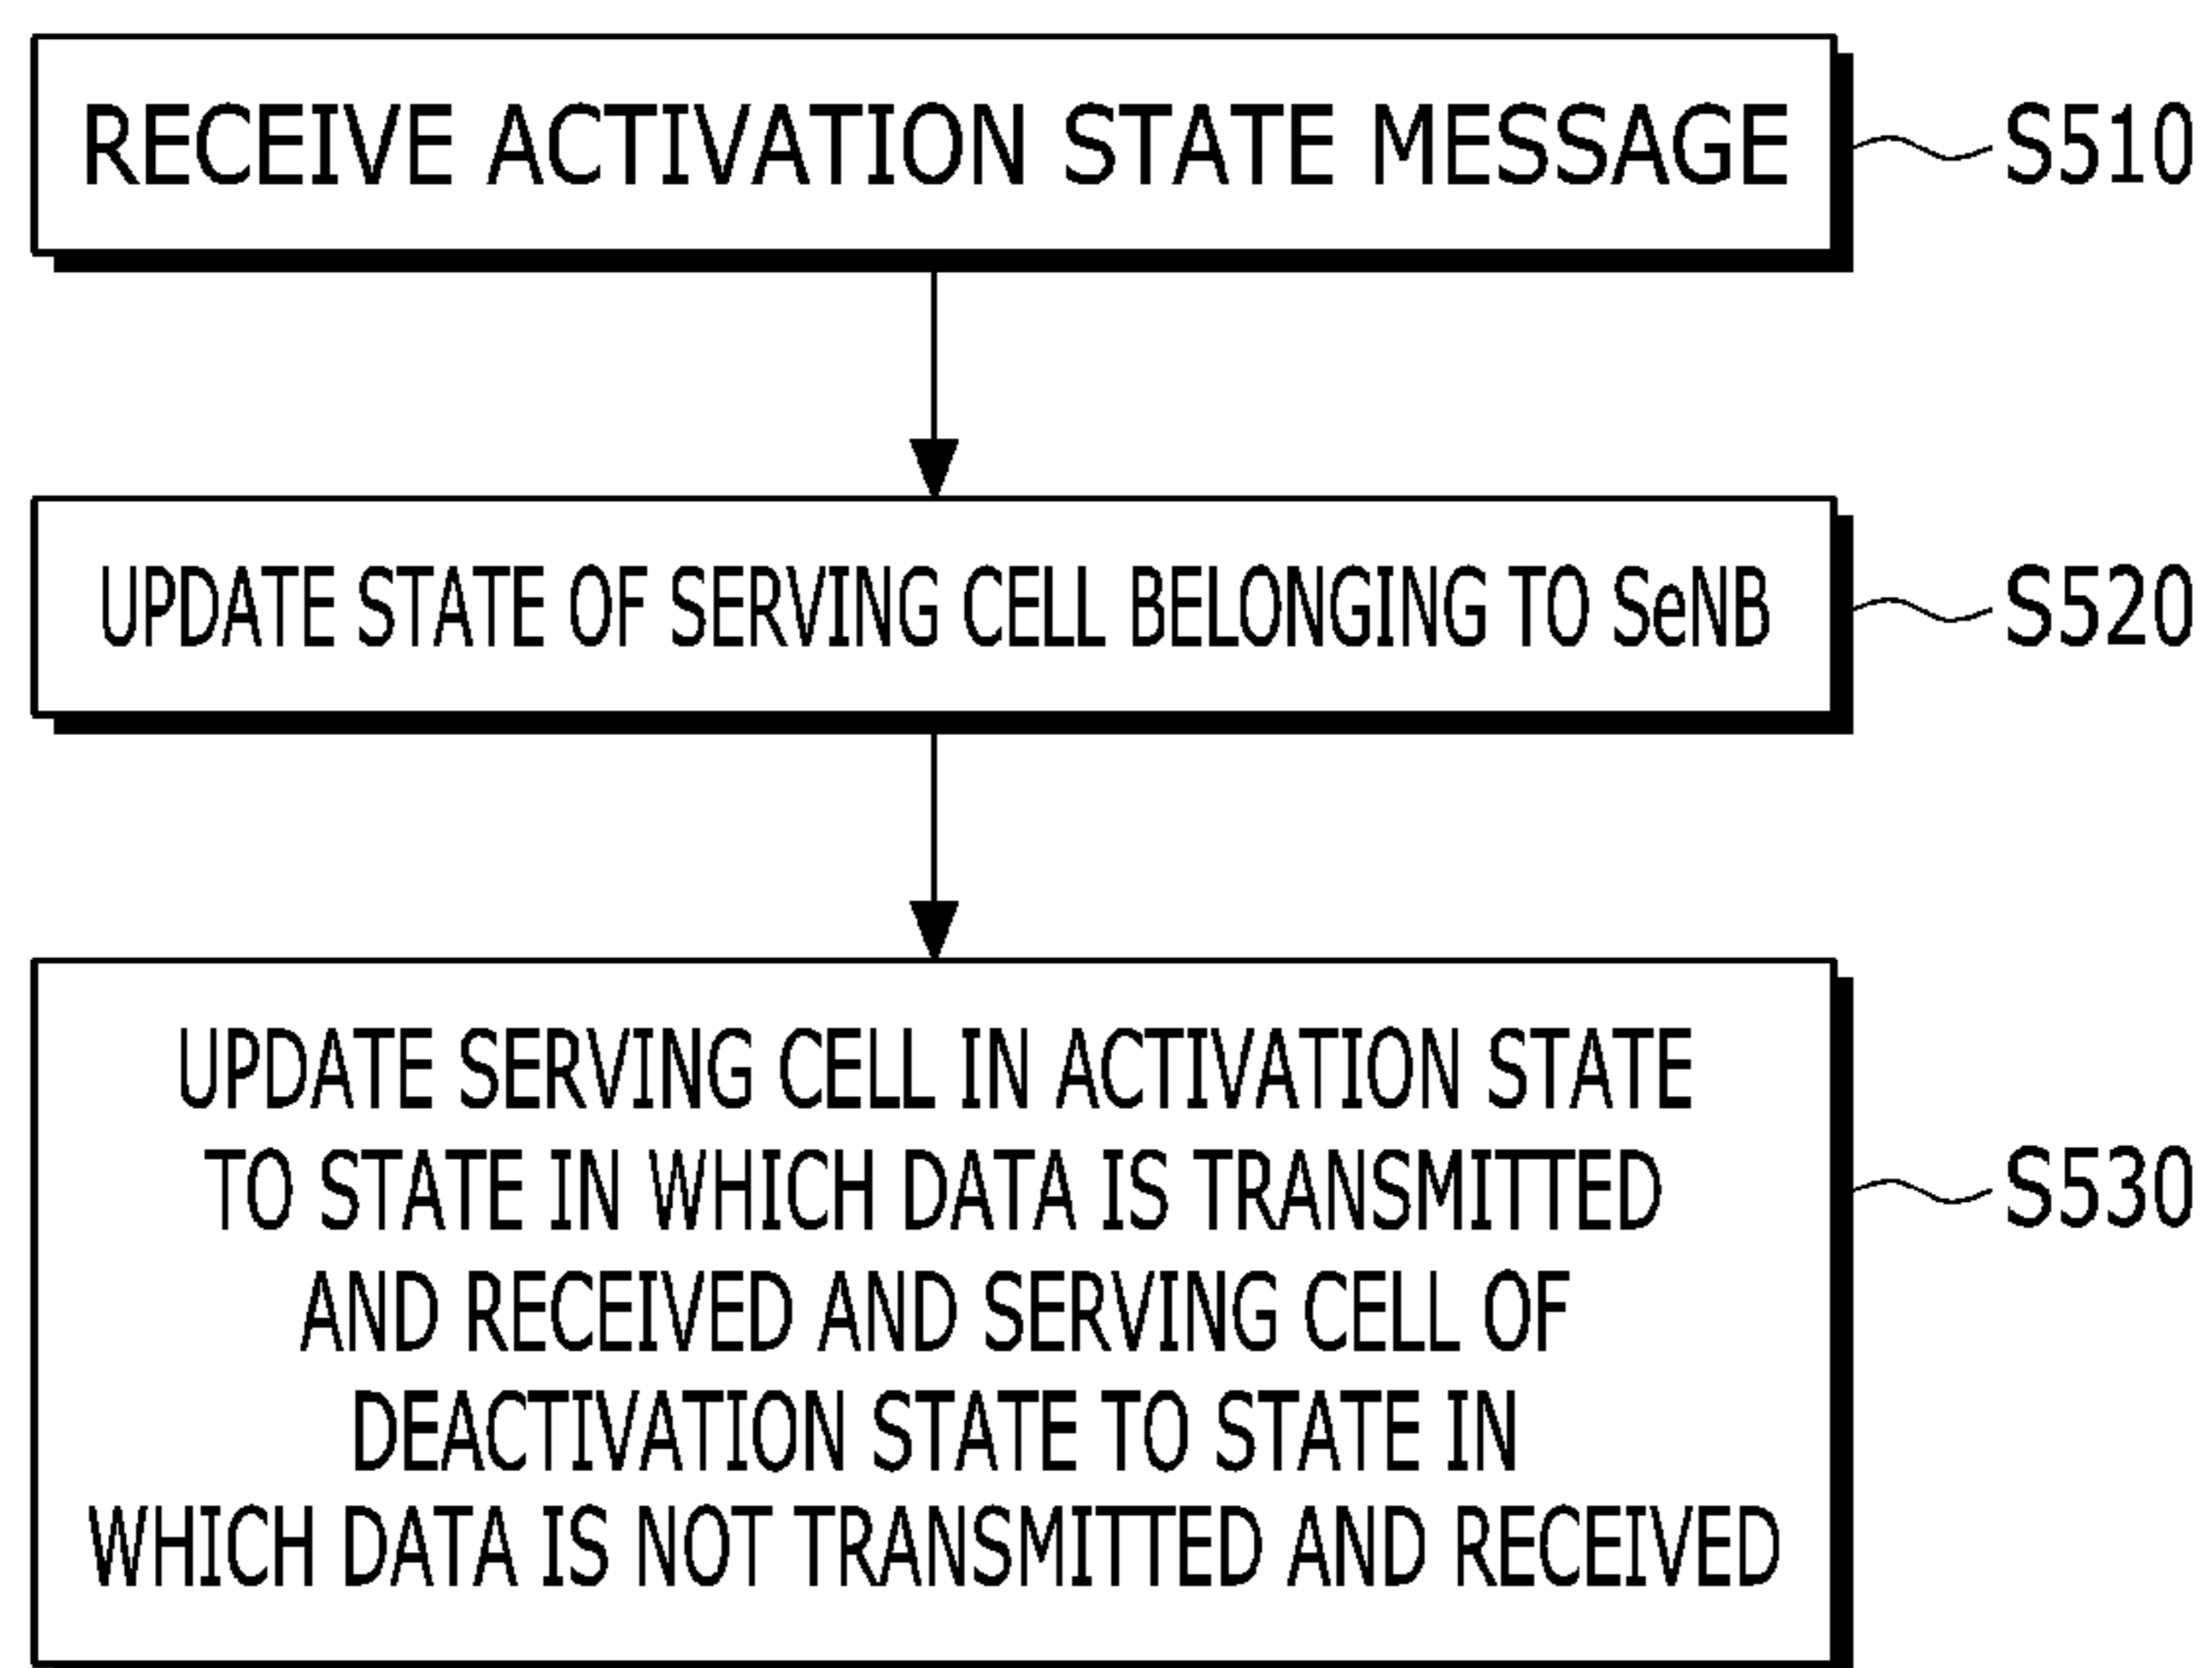 RECEIVE ACTIVATION STATE MESSAGE
S510
UPDATE STATE OF SERVING CELL BELONGING TO SeNB
S520
UPDATE SERVING CELL IN ACTIVATION STATE
TO STATE IN WHICH DATA IS TRANSMITTED
AND RECEIVED AND SERVING CELL OF
DEACTIVATION STATE TO STATE IN
WHICH DATA IS NOT TRANSMITTED AND RECEIVED
S530